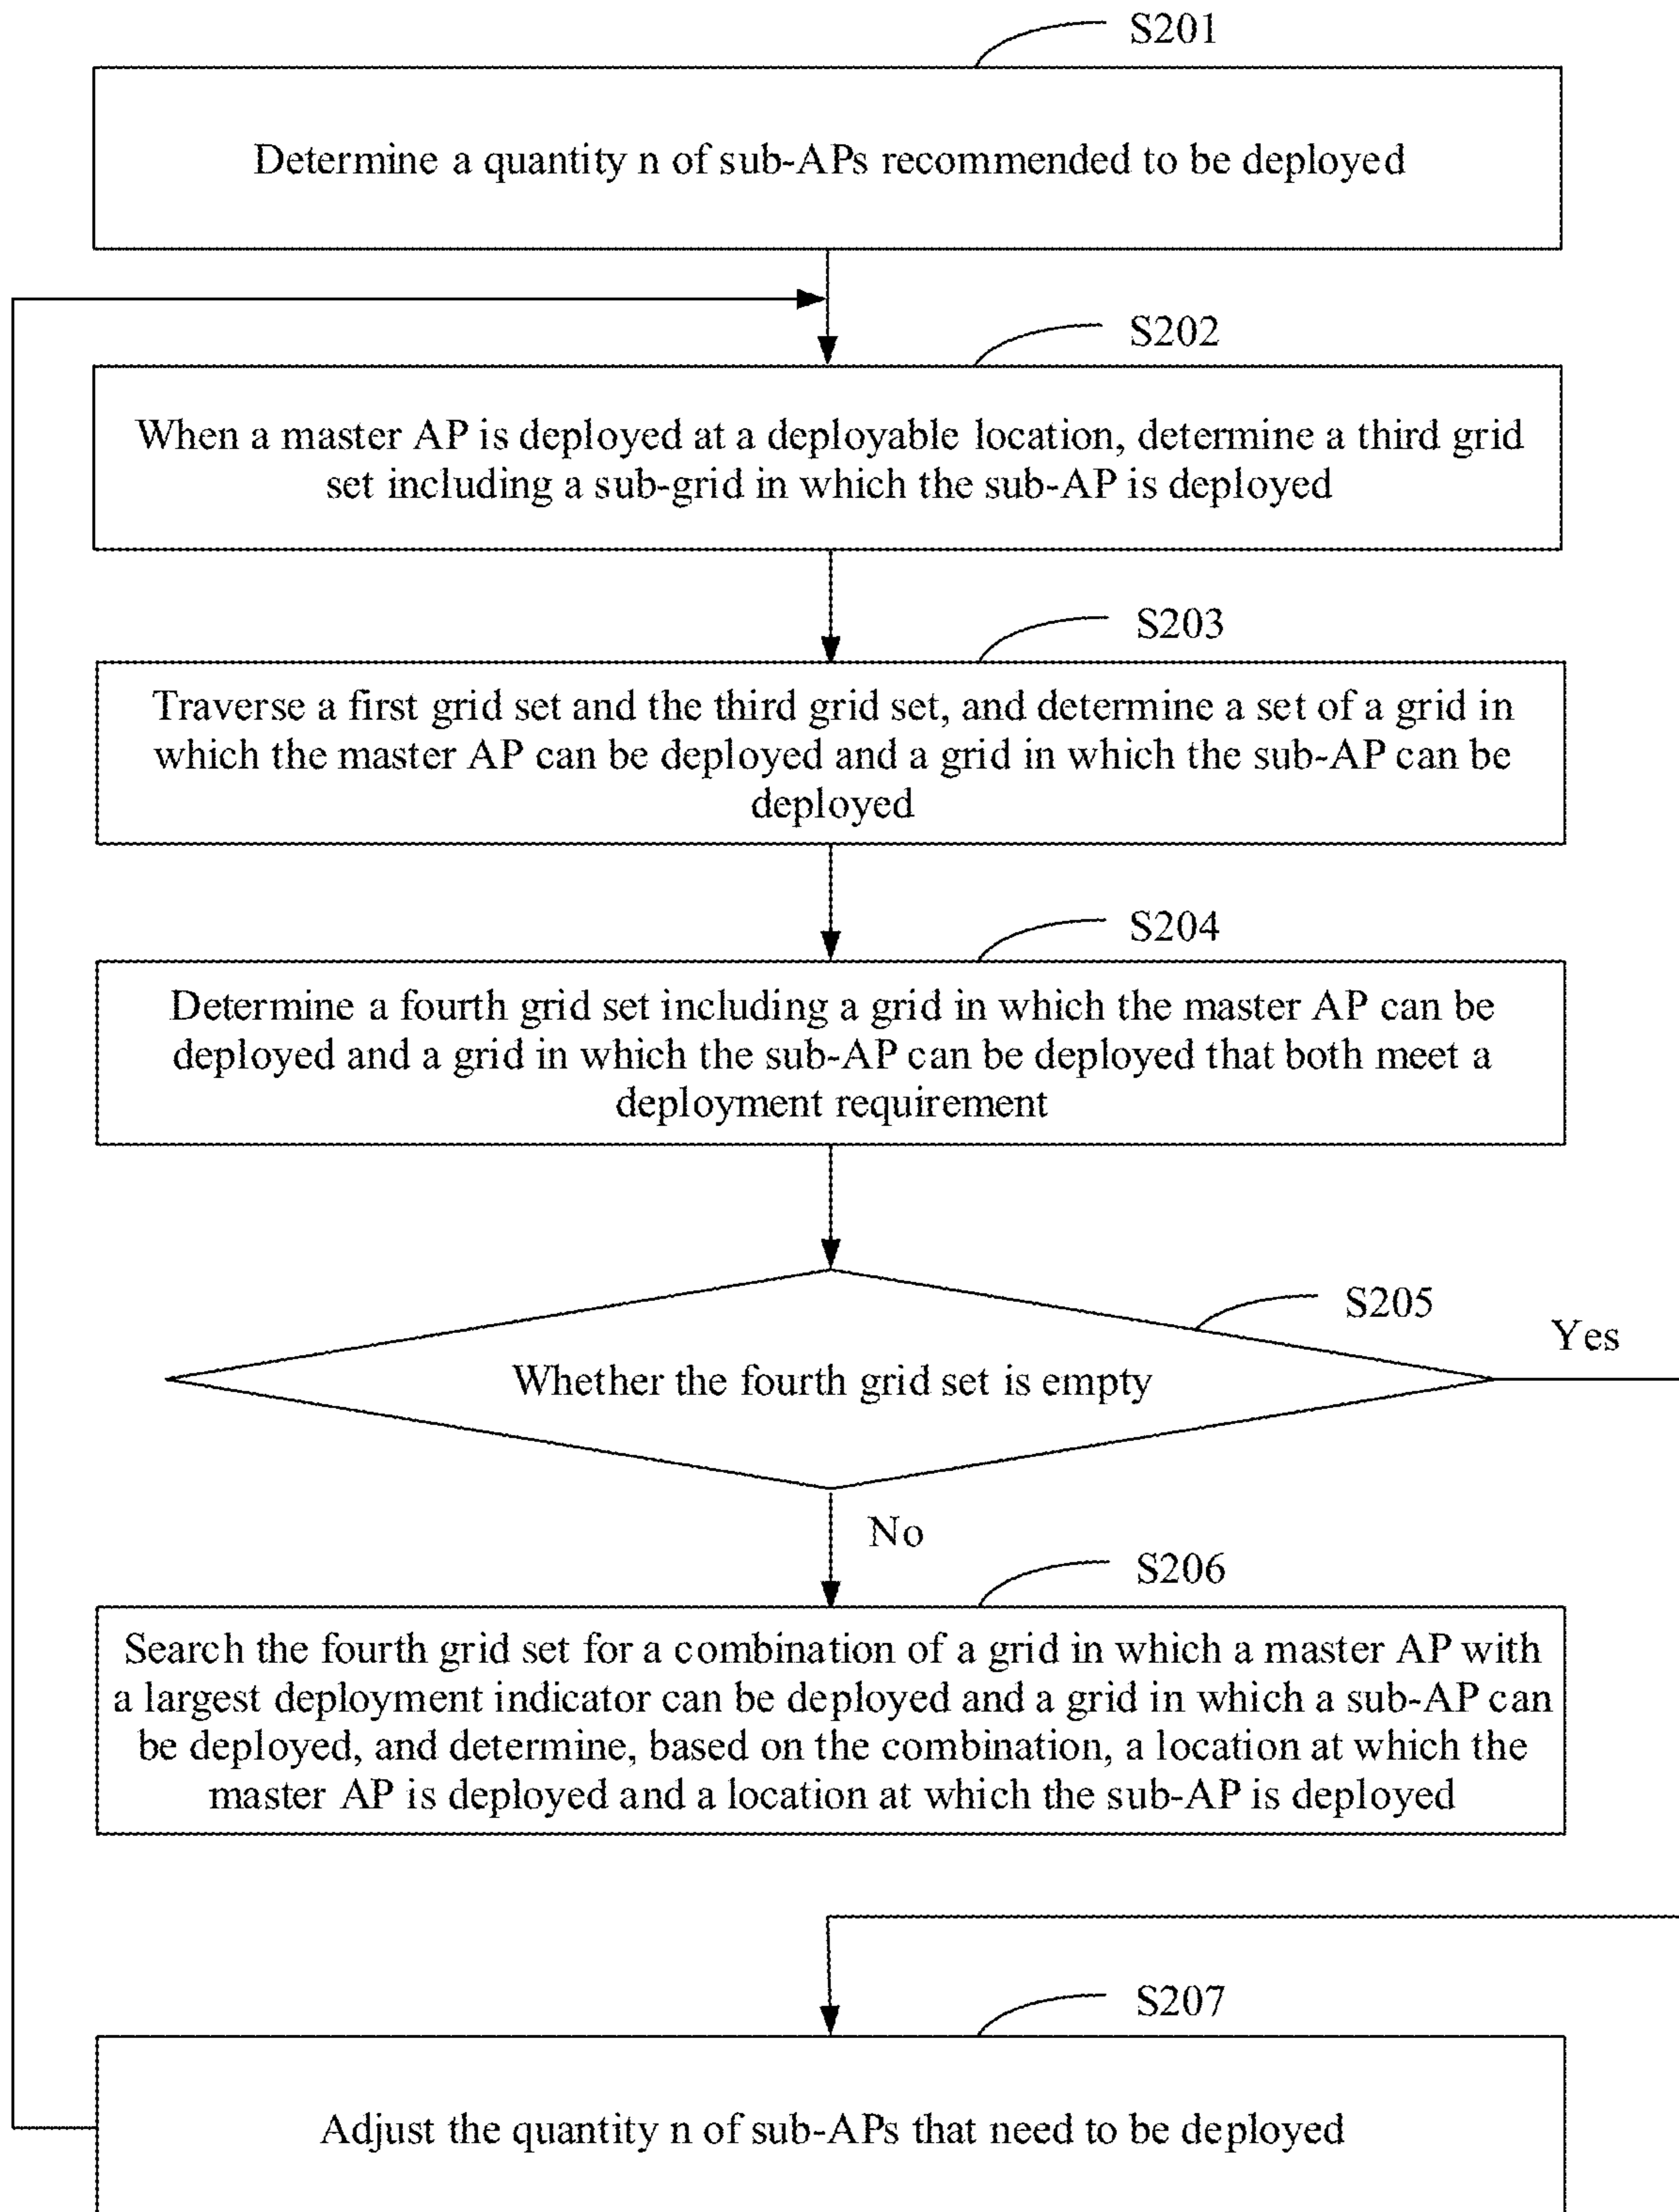 S201
Determine a quantity n of sub-APs recommended to be deployed
S202
When a master AP is deployed at a deployable location, determine a third grid
set including a sub-grid in which the sub-AP is deployed
S203
Traverse a first grid set and the third grid set, and determine a set of a grid in
which the master AP can be deployed and a grid in which the sub-AP can be
deployed
S204
Determine a fourth grid set including a grid in which the master AP can be
deployed and a grid in which the sub-AP can be deployed that both meet a
deployment requirement
S205
Yes
Whether the fourth grid set is empty
No
S206
Search the fourth grid set for a combination of a grid in which a master AP with
a largest deployment indicator can be deployed and a grid in which a sub-AP can
be deployed, and determine, based on the combination, a location at which the
master AP is deployed and a location at which the sub-AP is deployed
S207
Adjust the quantity n of sub-APs that need to be deployed